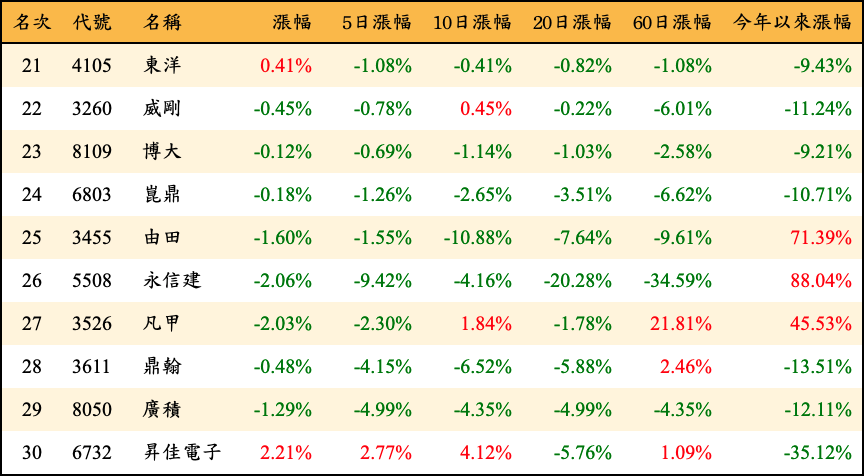 名次 代號 名稱 漲幅 5日漲幅 10日漲幅 20日漲幅 60日漲幅 今年以來漲幅
21 4105 東洋 0.41% -1.08% -0.41% -0.82% -1.08% -9.43%
22 3260 威剛 -0.45% -0.78% 0.45% -0.22% -6.01% -11.24%
23 8109 博大 -0.12% -0.69% -1.14% -1.03% -2.58% -9.21%
24 6803 崑鼎 -0.18% -1.26% -2.65% -3.51% -6.62% -10.71%
25 3455 由田 -1.60% -1.55% -10.88% -7.64% -9.61% 71.39%
26 5508 永信建 -2.06% -9.42% -4.16% -20.28% -34.59% 88.04%
27 3526 凡甲 -2.03% -2.30% 1.84% -1.78% 21.81% 45.53%
28 3611 鼎翰 -0.48% -4.15% -6.52% -5.88% 2.46% -13.51%
29 8050 廣積 -1.29% -4.99% -4.35% -4.99% -4.35% -12.11%
30 6732 昇佳電子 2.21% 2.77% 4.12% -5.76% 1.09% -35.12%